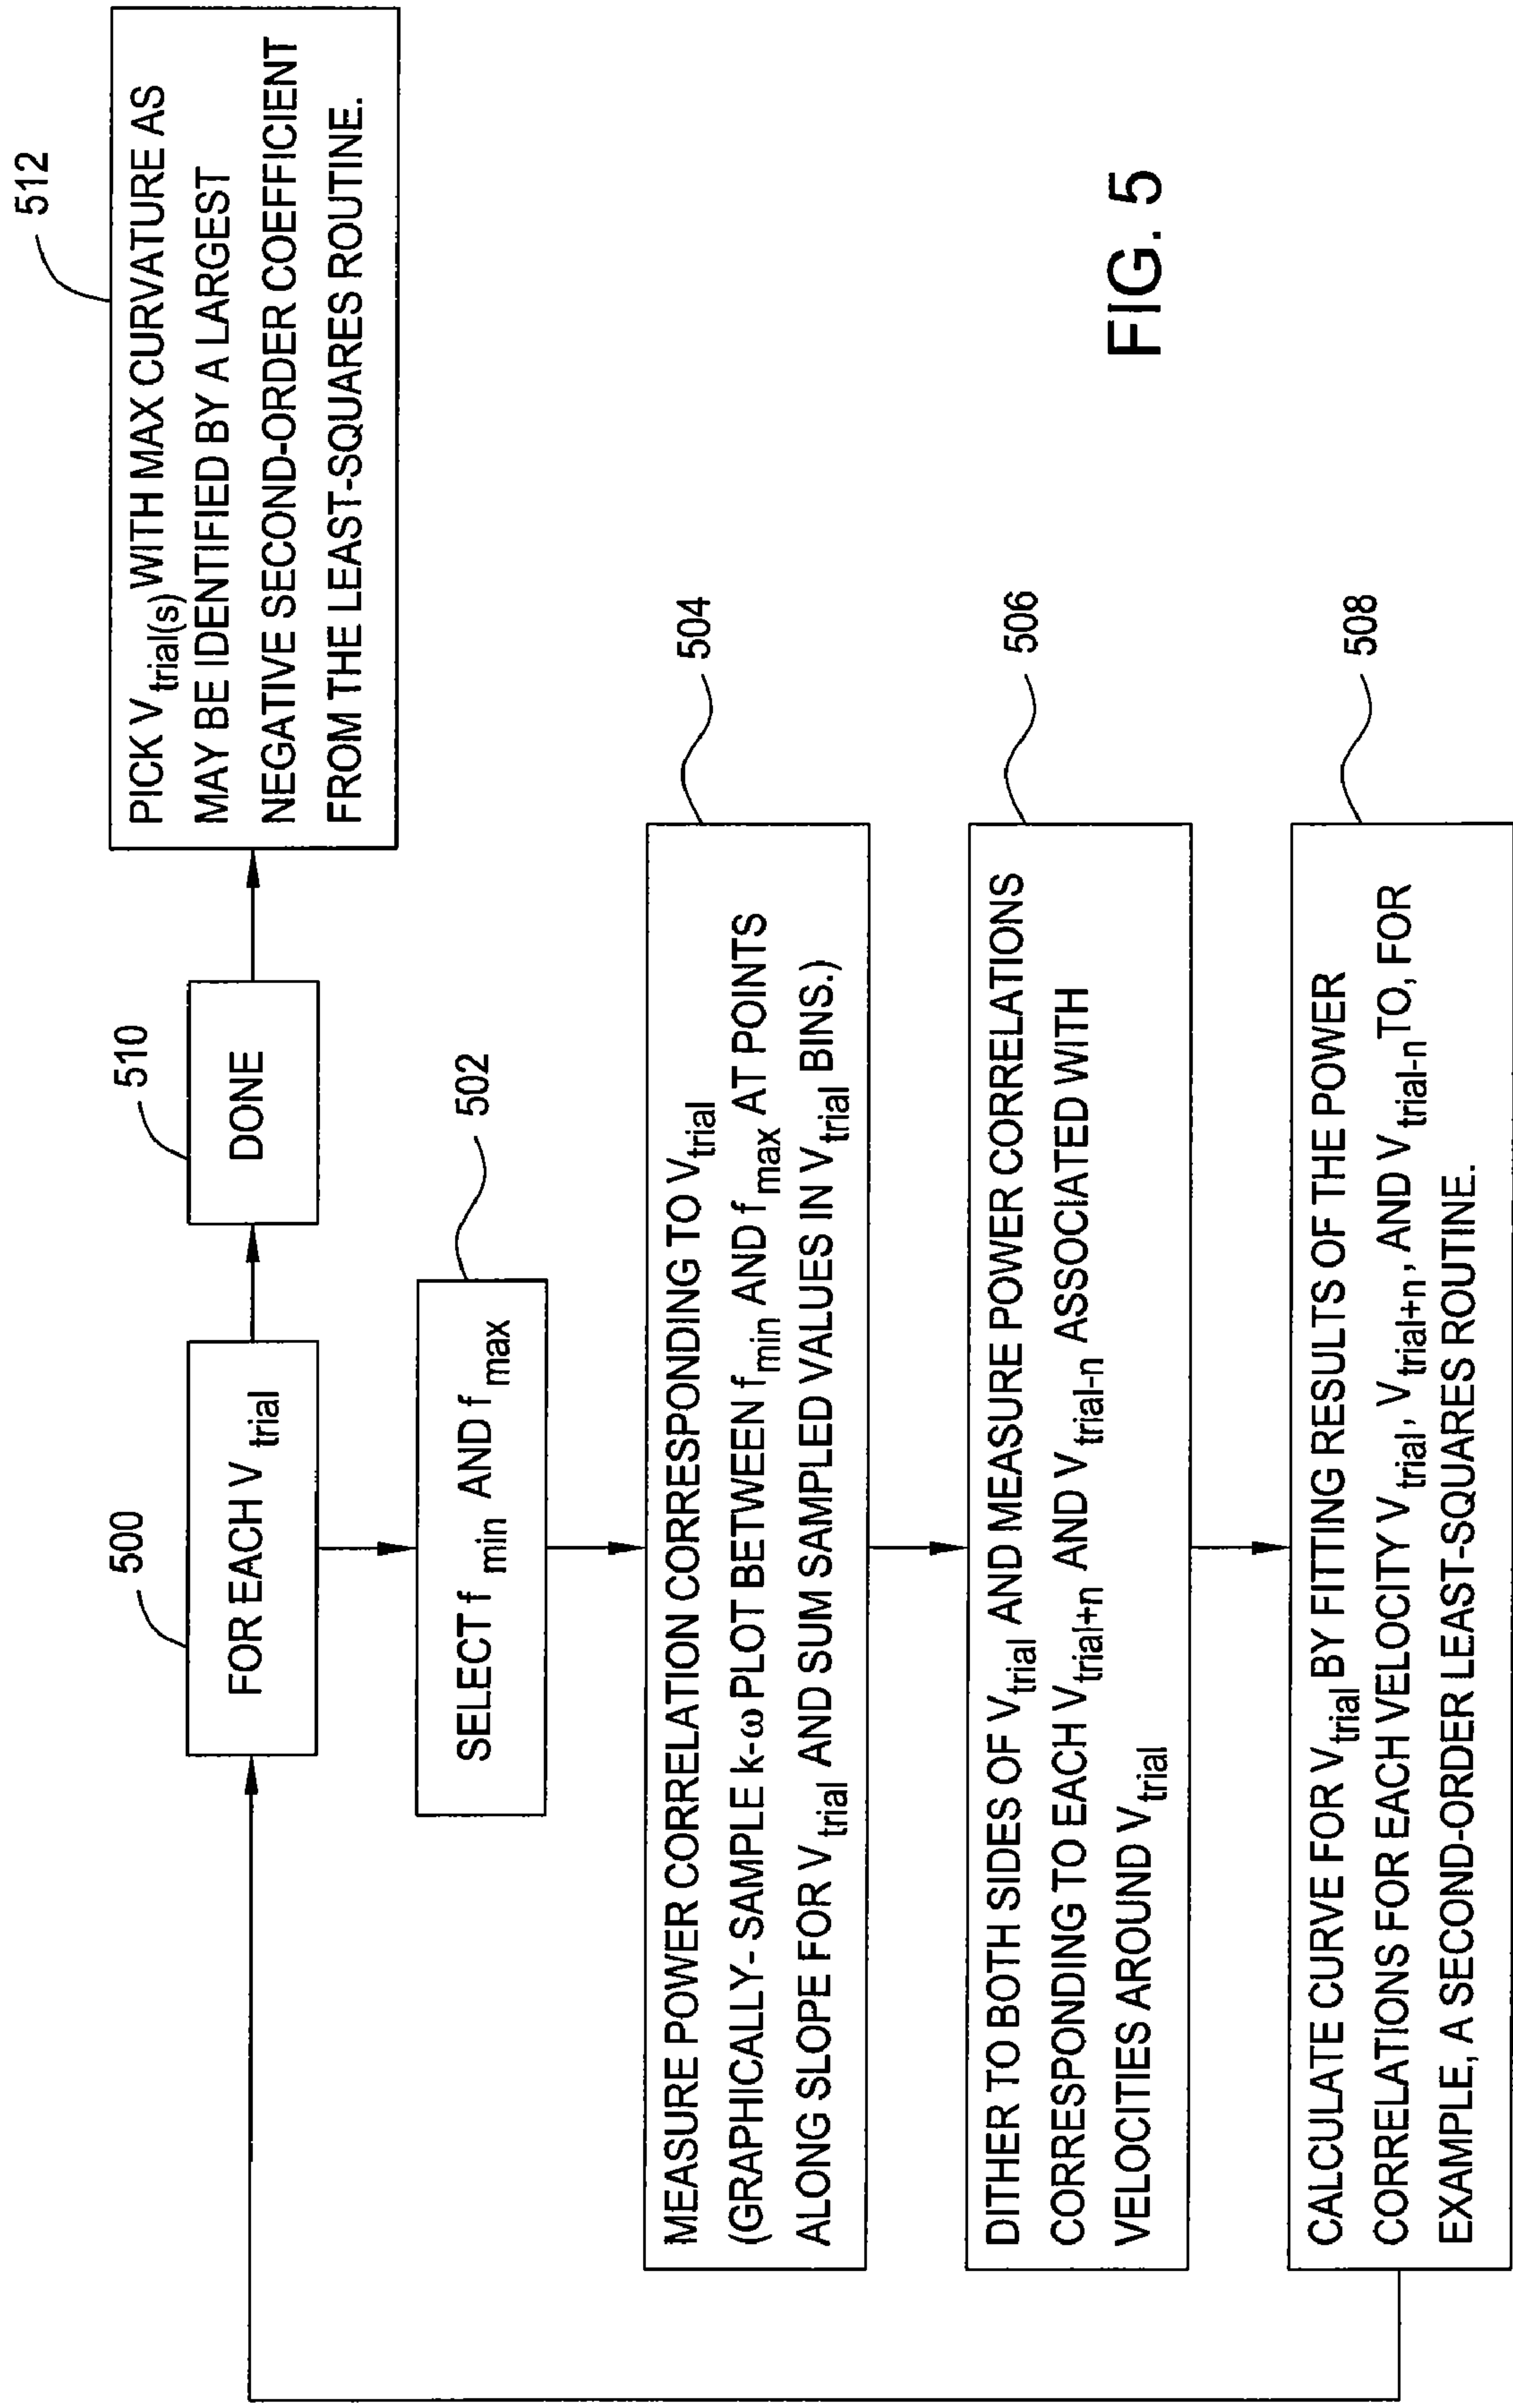 500
FOR EACH V trial
510
DONE
512
PICK V trial(s) WITH MAX CURVATURE AS
MAY BE IDENTIFIED BY A LARGEST
NEGATIVE SECOND-ORDER COEFFICIENT
FROM THE LEAST-SQUARES ROUTINE.
502
SELECT f min AND f max
504
MEASURE POWER CORRELATION CORRESPONDING TO V trial
(GRAPHICALLY- SAMPLE k-ω PLOT BETWEEN f min AND f max AT POINTS
ALONG SLOPE FOR V trial AND SUM SAMPLED VALUES IN V trial BINS.)
506
DITHER TO BOTH SIDES OF V trial AND MEASURE POWER CORRELATIONS
CORRESPONDING TO EACH V trial+n AND V trial-n ASSOCIATED WITH
VELOCITIES AROUND V trial
508
CALCULATE CURVE FOR V trial BY FITTING RESULTS OF THE POWER
CORRELATIONS FOR EACH VELOCITY V trial, V trial+n, AND V trial-n TO, FOR
EXAMPLE, A SECOND-ORDER LEAST-SQUARES ROUTINE.
FIG. 5